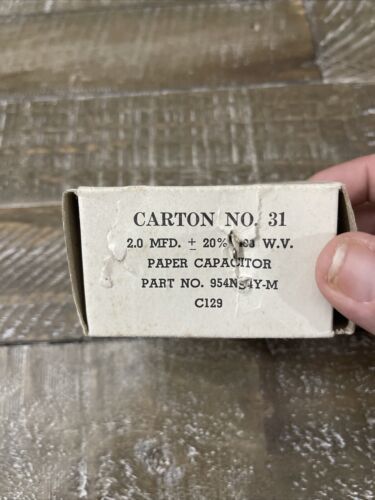 CARTON NO. 31
2.0 MFD. ± 20% W.V.
PAPER CAPACITOR
PART NO.
C129